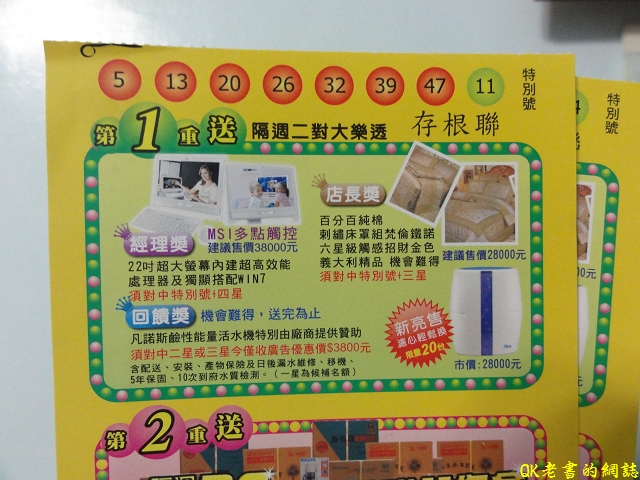 5 13 20 26 32 39 47 11 特別號
第1重送 隔週二對大樂透 存根聯
MSI多點觸控
建議售價38000元
經理獎
22吋超大螢幕內建超高效能
處理器及獨顯搭配WIN7
須對中特別號+四星
店長獎
百分百純棉
刺繡床罩組梵倫鐵諾
六星級觸感招財金色
義大利精品 機會難得
須對中特別號+三星
建議售價28000元
回饋獎 機會難得，送完為止
凡諾斯鹼性能量活水機特別由廠商提供贊助
須對中二星或三星今僅收廣告優惠價$3800元
含配送、安裝、產物保險及日後漏水維修、移機、
5年保固、10次到府水質檢測。（一星為候補名額）
新亮售
濾心輕鬆換
限量20台
市價:28000元
第2重送
4
特別號
QK老書的網誌